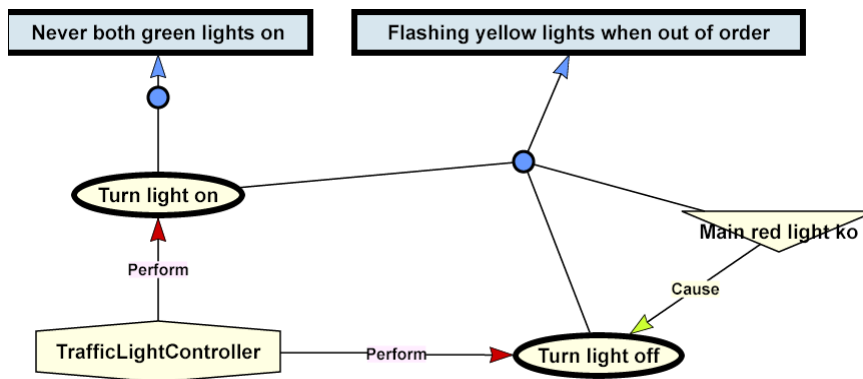 Never both green lights on
Flashing yellow lights when out of order
Turn light on
Main red light ko
Perform
Cause
TrafficLightController
Perform
Turn light off